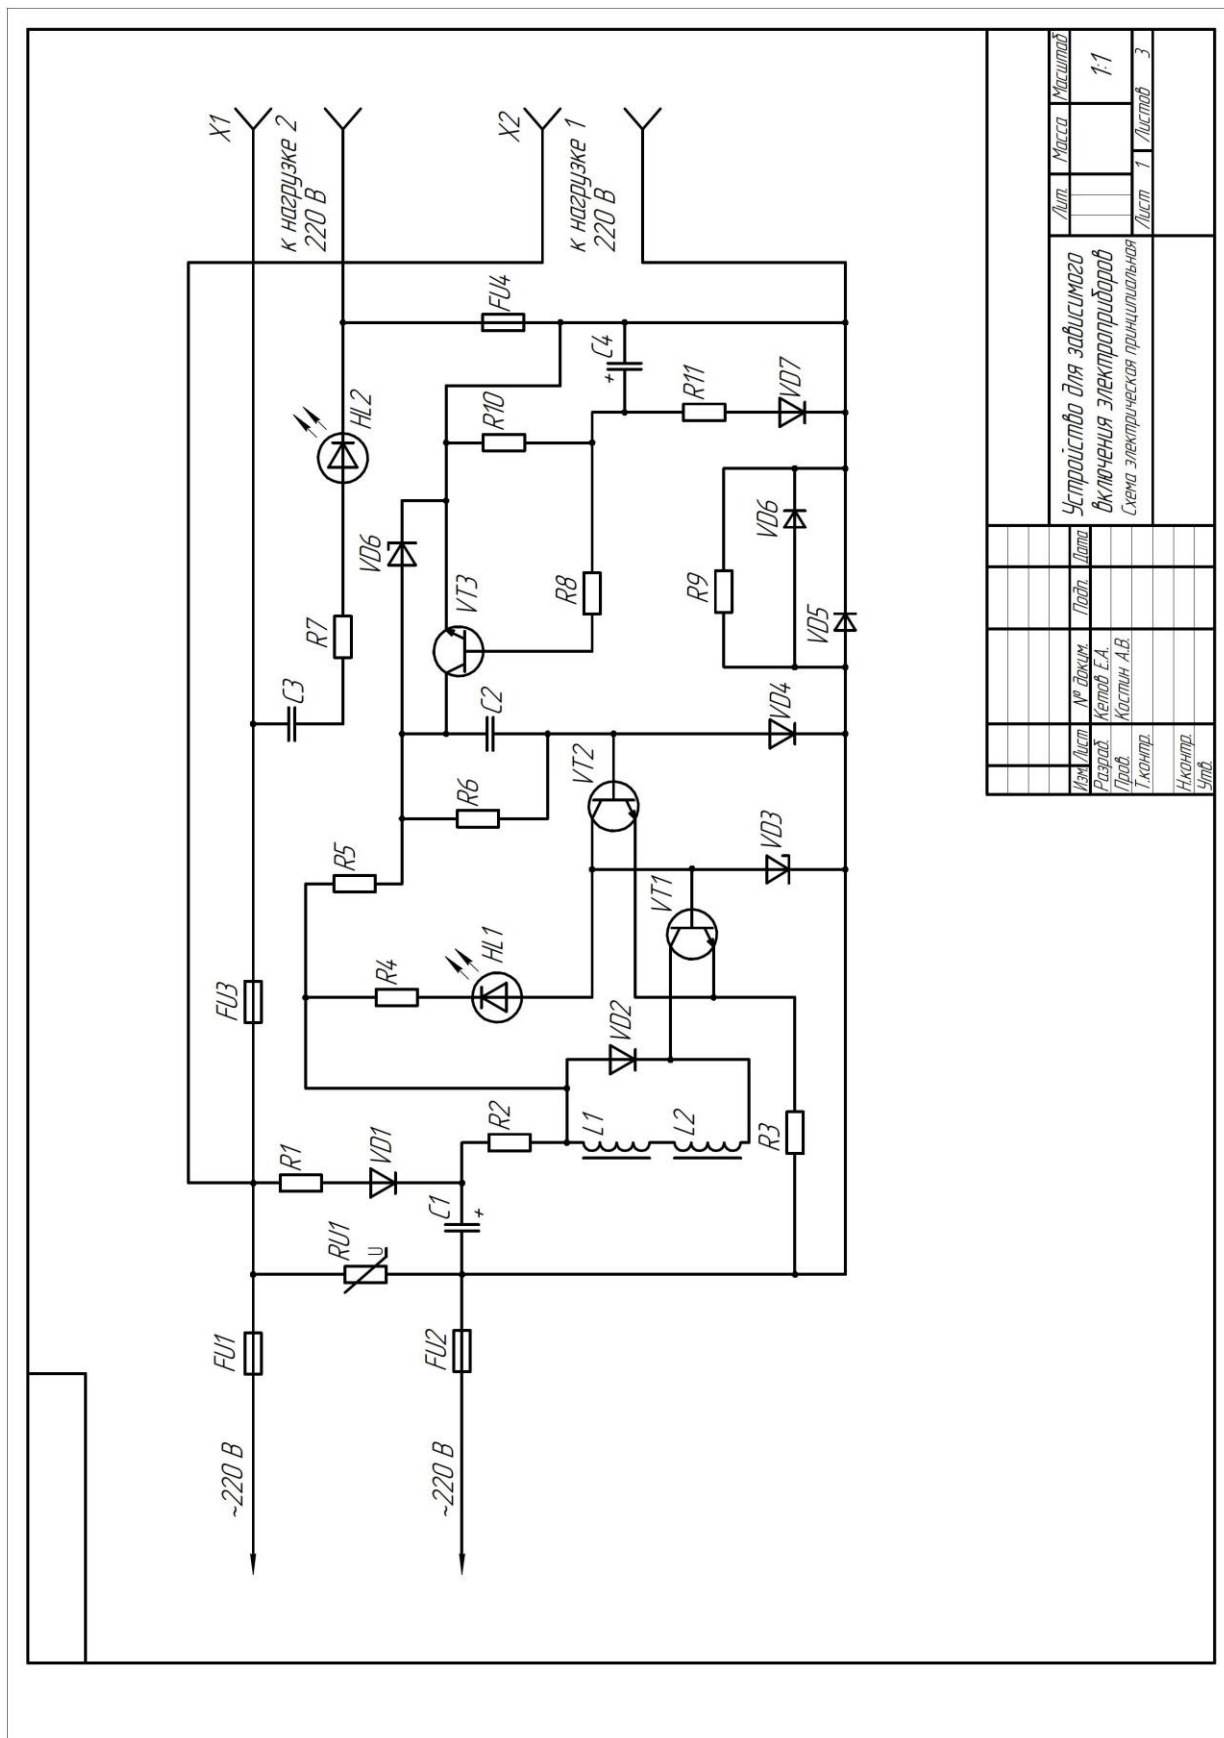 ~220 В
~220 В
FU1
FU2
RU1
U
R1
VD1
C1
+
FU3
R2
L1
L2
VD2
R3
R4
HL1
R5
R6
VT1
VD3
VT2
C2
VD4
C3
R7
HL2
VD6
VT3
R8
R9
VD6
VD5
R10
FU4
+
C4
R11
VD7
X1
к нагрузке 2
220 В
X2
к нагрузке 1
220 В
Изм. Лист № докум. Подп. Дата
Разраб. Кетов Е.А.
Пров. Костин А.В.
Т.контр.
Н.контр.
Утв.
Устройство для зависимого
включения электроприборов
Схема электрическая принципиальная
Лит. Масса Масштаб
1:1
Лист 1 Листов 3